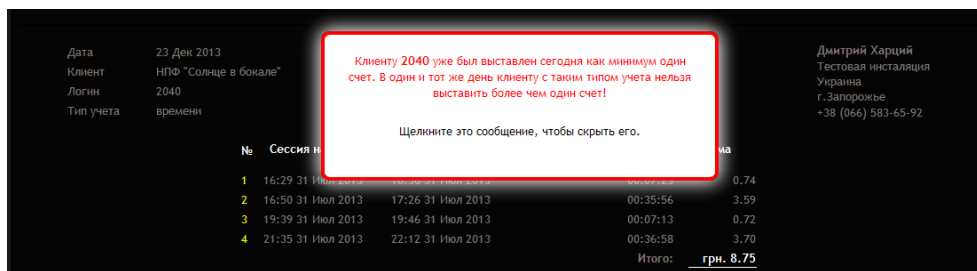 Дата 23 Дек 2013
Клиент НПФ "Солнце в бокале"
Логин 2040
Тип учета времени
Клиенту 2040 уже был выставлен сегодня как минимум один
счет. В один и тот же день клиенту с таким типом учета нельзя
выставить более чем один счет!
Щелкните это сообщение, чтобы скрыть его.
Дмитрий Харций
Тестовая инсталяция
Украина
г.Запорожье
+38 (066) 583-65-92
№ Сессия
1 16:29 31 Июл 2013 0.74
2 16:50 31 Июл 2013 17:26 31 Июл 2013 00:35:56 3.59
3 19:39 31 Июл 2013 19:46 31 Июл 2013 00:07:13 0.72
4 21:35 31 Июл 2013 22:12 31 Июл 2013 00:36:58 3.70
Итого: грн. 8.75